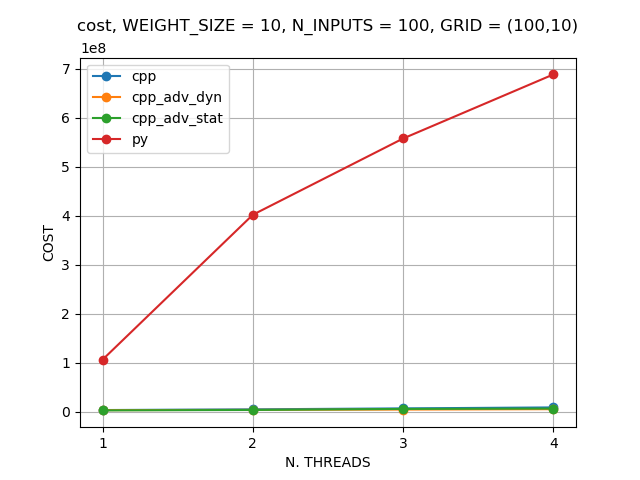 cost, WEIGHT_SIZE = 10, N_INPUTS = 100, GRID = (100,10)
1e8
cpp
cpp_adv_dyn
cpp_adv_stat
py
7
6
5
4
3
2
1
0
COST
1 2 3 4
N. THREADS